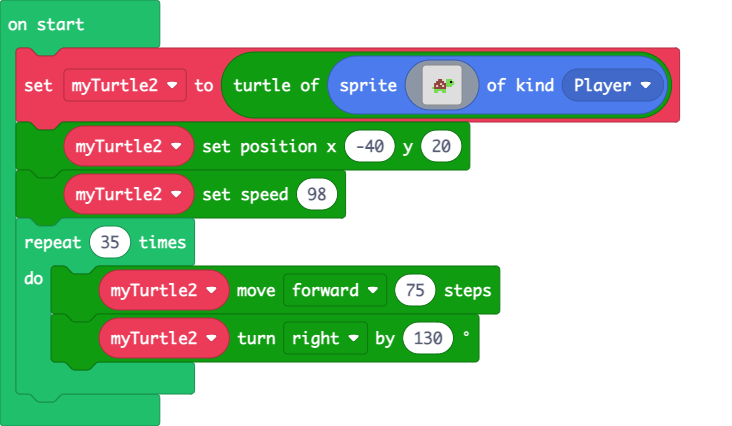 on start
set myTurtle2 to turtle of sprite of kind Player
myTurtle2 set position x -40 y 20
myTurtle2 set speed 98
repeat 35 times
do myTurtle2 move forward 75 steps
myTurtle2 turn right by 130 °